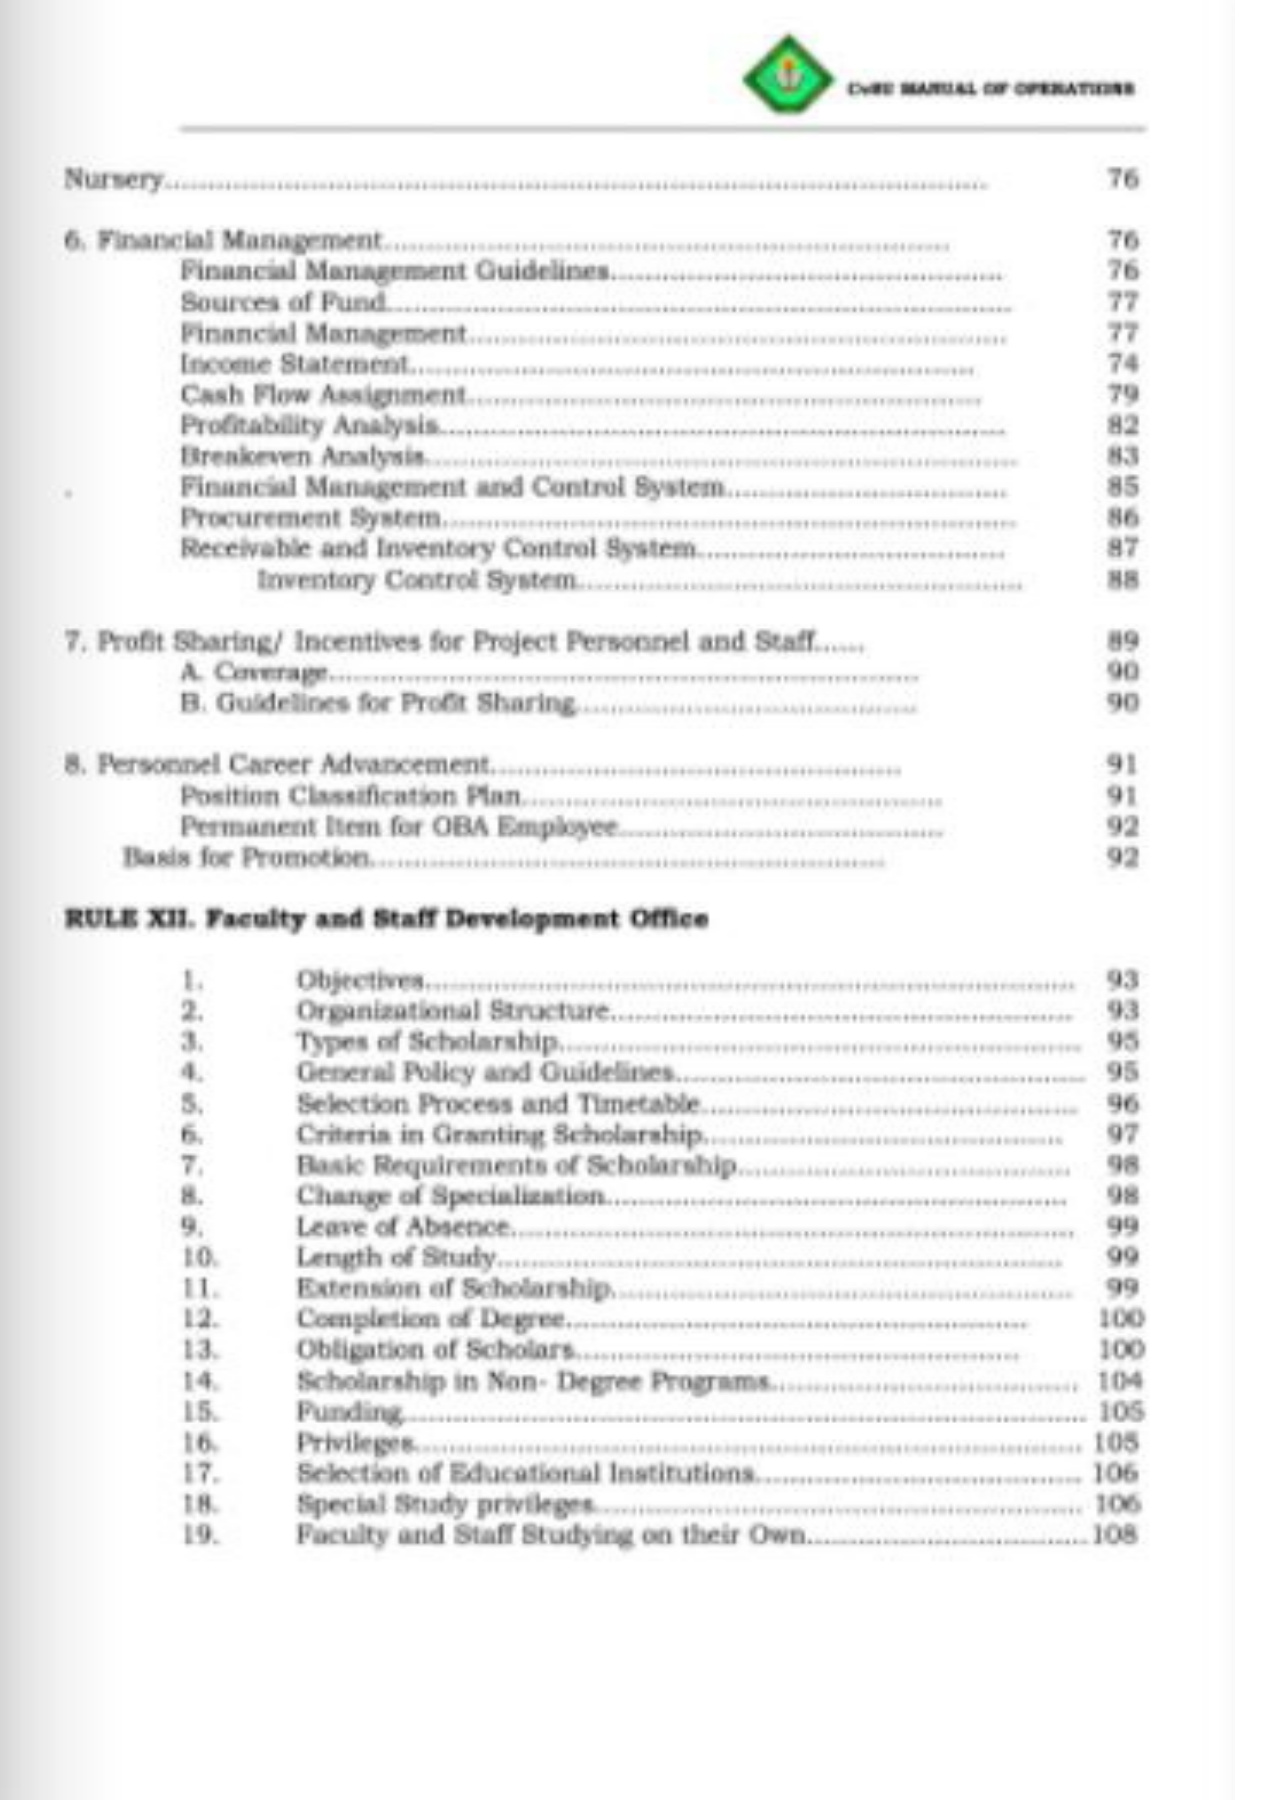 CvSU MANUAL OF OPERATIONS
Nursery.......... 76
6. Financial Management.......... 76
Financial Management Guidelines.......... 76
Sources of Fund.......... 77
Financial Management.......... 77
Income Statement.......... 74
Cash Flow Assignment.......... 79
Profitability Analysis.......... 82
Breakeven Analysis.......... 83
Financial Management and Control System.......... 85
Procurement System.......... 86
Receivable and Inventory Control System.......... 87
Inventory Control System.......... 88
7. Profit Sharing/ Incentives for Project Personnel and Staff...... 89
A. Coverage.......... 90
B. Guidelines for Profit Sharing.......... 90
8. Personnel Career Advancement.......... 91
Position Classification Plan.......... 91
Permanent Item for OBA Employee.......... 92
Basis for Promotion.......... 92
RULE XII. Faculty and Staff Development Office
1. Objectives.......... 93
2. Organizational Structure.......... 93
3. Types of Scholarship.......... 95
4. General Policy and Guidelines.......... 95
5. Selection Process and Timetable.......... 96
6. Criteria in Granting Scholarship.......... 97
7. Basic Requirements of Scholarship.......... 98
8. Change of Specialization.......... 98
9. Leave of Absence.......... 99
10. Length of Study.......... 99
11. Extension of Scholarship.......... 99
12. Completion of Degree.......... 100
13. Obligation of Scholars.......... 100
14. Scholarship in Non- Degree Programs.......... 104
15. Funding.......... 105
16. Privileges.......... 105
17. Selection of Educational Institutions.......... 106
18. Special Study privileges.......... 106
19. Faculty and Staff Studying on their Own.......... 108